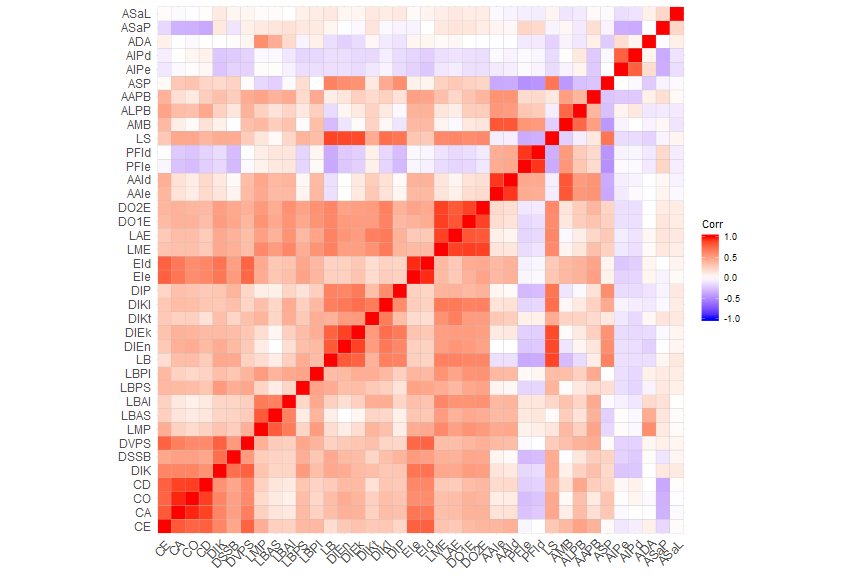 ASaL
ASaP
ADA
AIPd
AIPe
ASP
AAPB
ALPB
AMB
LS
PFId
PFIe
AAId
AAIe
DO2E
DO1E
LAE
LME
EId
EIe
DIP
DIKl
DIKt
DIEk
DIEn
LB
LBPl
LBPS
LBAl
LBAS
LMP
DVPS
DSSB
DIK
CD
CO
CA
CE
CE CA CO CD DIK DSSB DVPS LMP LBAS LBAl LBPS LBPl LB DIEn DIEk DIKt DIKl DIP EIe EId LME LAE DO1E DO2E AAIe AAId PFIe PFId LS AMB ALPB AAPB ASP AIPe AIPd ADA ASaP ASaL
Corr
1.0
0.5
0.0
-0.5
-1.0